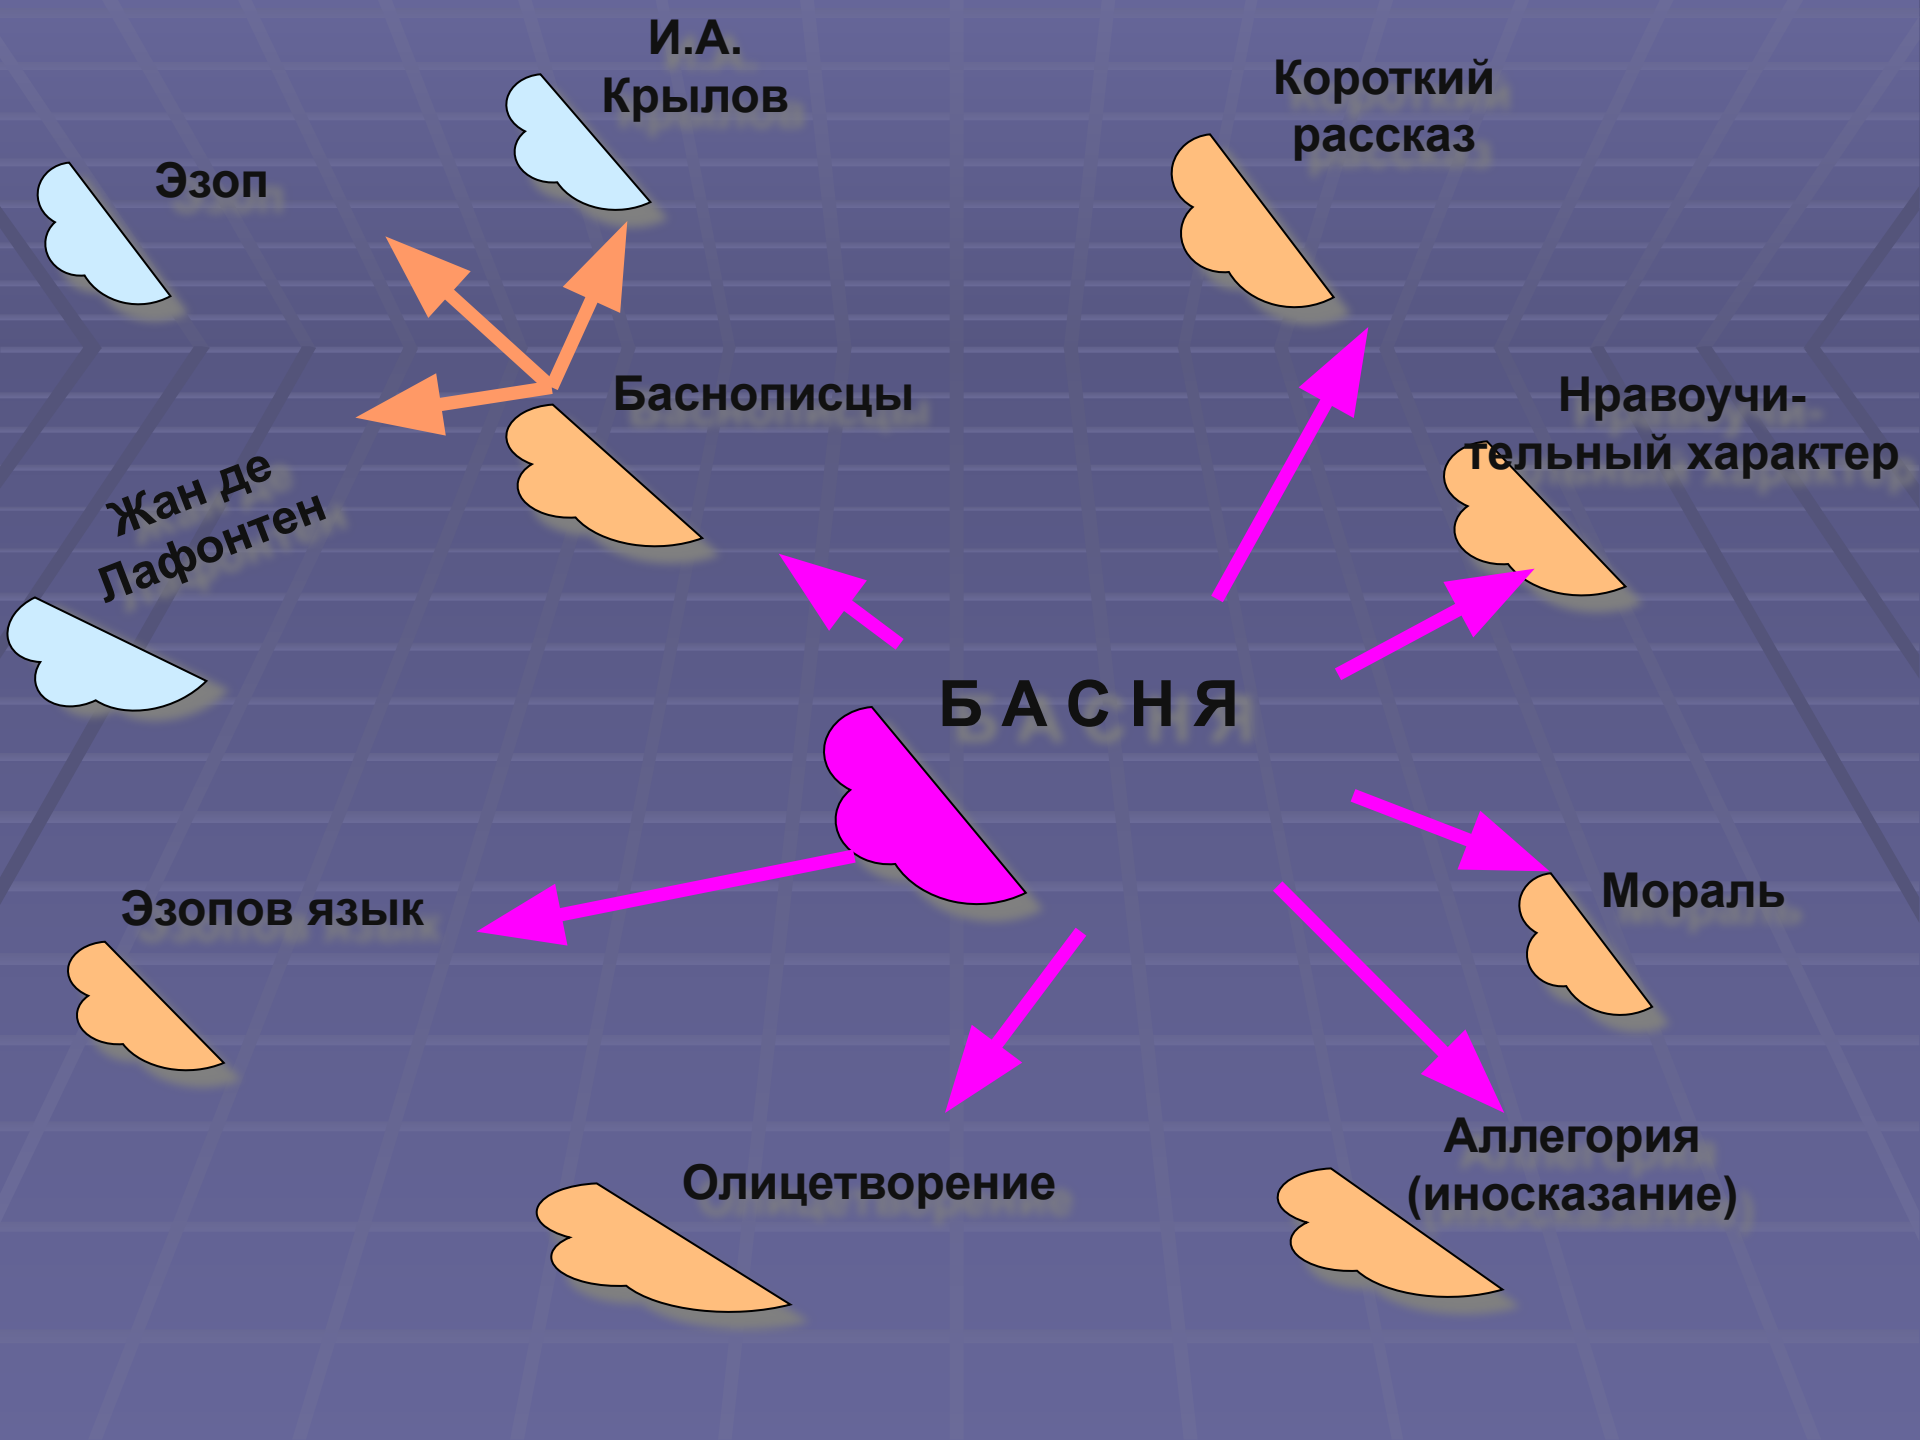 И.А.
Крылов
Короткий
рассказ
Эзоп
Баснописцы
Нравоучи-
тельный характер
Жан де
Лафонтен
Б А С Н Я
Эзопов язык
Мораль
Олицетворение
Аллегория
(иносказание)